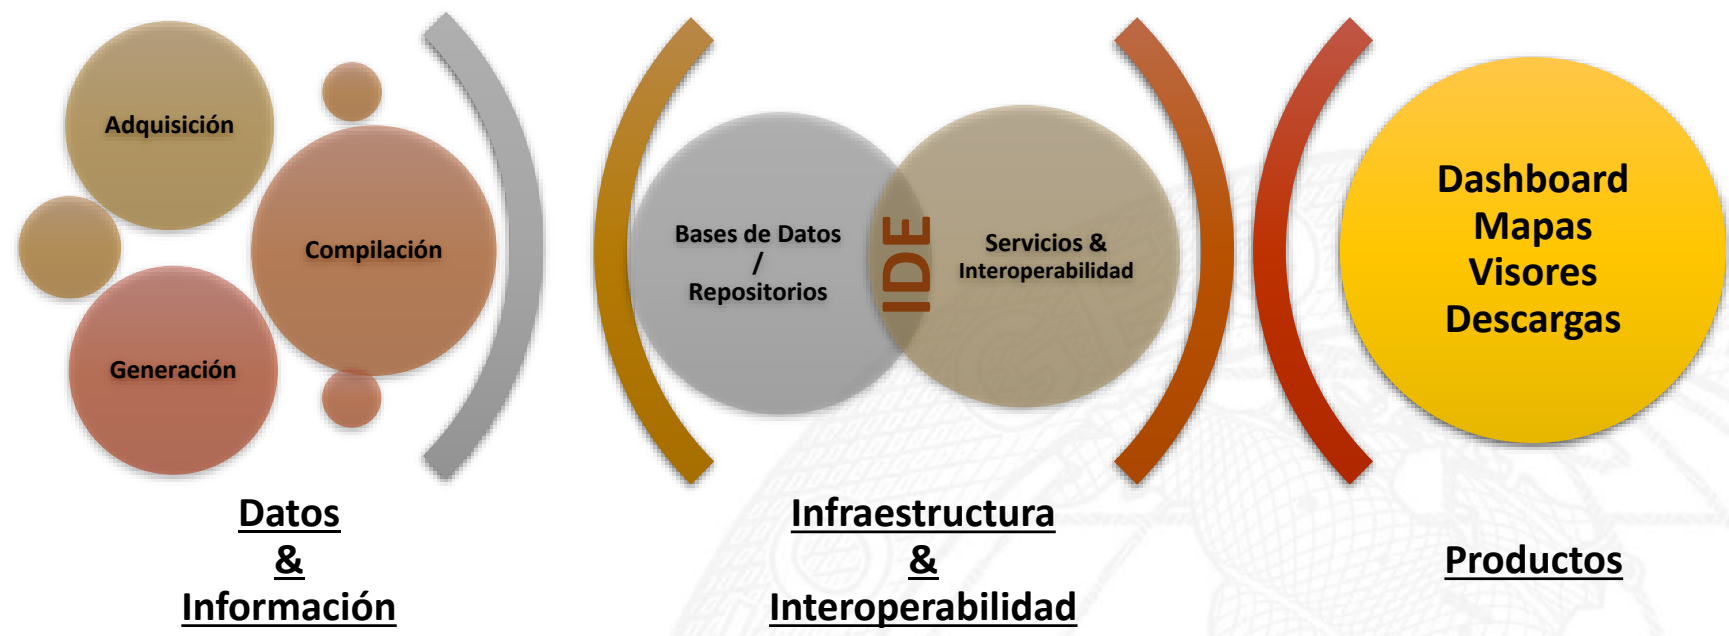 Adquisición
Compilación
Generación
Datos
&
Información
Bases de Datos
/
Repositorios
IDE
Servicios &
Interoperabilidad
Infraestructura
&
Interoperabilidad
Dashboard
Mapas
Visores
Descargas
Productos